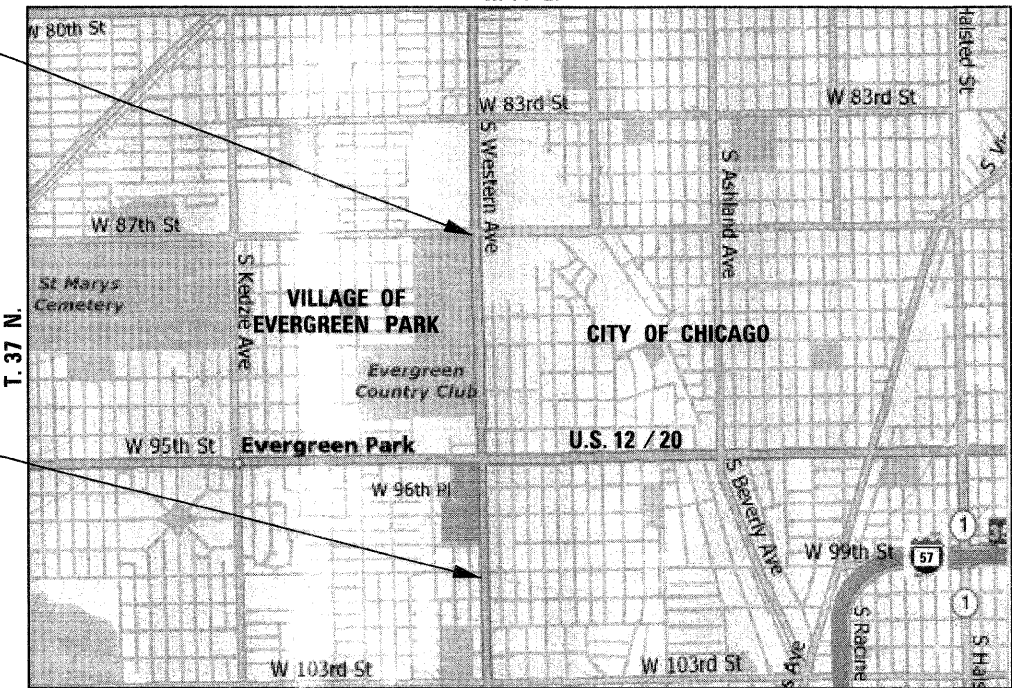 W 80th St
Halsted St
W 83rd St
W 83rd St
S Western Ave
S Ashland Ave
W 87th St
St Marys
Cemetery
S Kedzie Ave
VILLAGE OF
EVERGREEN PARK
CITY OF CHICAGO
T. 37 N.
Evergreen
Country Club
W 95th St
Evergreen Park
U.S. 12 / 20
W 96th Pl
S Beverly Ave
W 99th St
57
1
1
S Racine
W 103rd St
W 103rd St